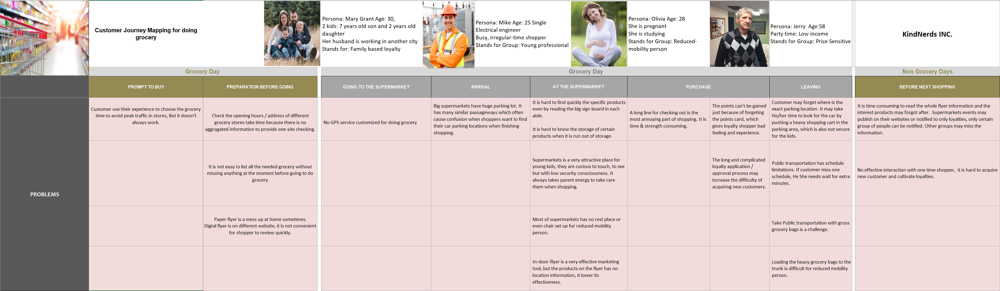 Customer Journey Mapping for doing
grocery
Persona: Mary Grant Age: 30,
2 kids: 7 years old son and 2 years old
daughter
Her husband is working in another city
Stands for: Family based loyalty
Persona: Mike Age: 25 Single
Electrical engineer
Busy, irregular-time shopper
Stands for Group: Young professional
Persona: Olivia Age: 28
She is pregnant
She is studying
Stands for Group: Reduced-
mobility person
Persona: Jerry  Age:58
Party time: Low income
Stands for Group: Price Sensitive
KindNerds INC.
Grocery Day
Grocery Day
Non Grocery Days
PROMPT TO BUY
PREPARATION BEFORE GOING
GOING TO THE SUPERMARKET
ARRIVAL
AT THE SUPERMARKET
PURCHASE
LEAVING
BEFORE NEXT SHOPPING
PROBLEMS
Customer use their experience to choose the grocery
time to avoid peak traffic in stores, But it doesn't
always work.
Check the opening hours / address of different
grocery stores take time because there is no
aggragated information to provide one-site checking.
No GPS service customized for doing grocery
Big supermarkets have huge parking lot. It
has many similar passageways which often
cause confusion when shoppers want to find
their car parking locations when finishing
shopping.
It is hard to find quickly the specific products
even by reading the big sign board in each
aisle.
It is hard to know the storage of certain
products when it is run out of storage.
A long line for checking out is the
most annoying part of shopping. It is
time & strength consuming.
The points can't be gained
just because of forgeting
the points card, which
gives loyalty shopper bad
feeling and experience.
Customer may forget where is the
exact parking location. It may take
his/her time to look for the car by
pushing a heavy shopping cart in the
parking area, which is also not secure
for the kids.
It is time consuming to read the whole flyer information and the
interest products may forgot after.  Supermarkets events may
publish on their websites or notified to only loyalties, only certain
group of people can be notified. Other groups may miss the
information.
It is not easy to list all the needed grocery without
missing anything at the moment before going to do
grocery
Supermarkets is a very attractive place for
young kids, they are curious to touch, to see
but with low security consciousness. It
always takes parent energy to take care
them when shopping.
The long and complicated
loyalty application /
approval process may
increase the difficulty of
acquiring new customers.
Public transportation has schedule
limitations. If customer miss one
schedule, He She needs wait for extra
minutes.
No effective interaction with one time shopper,  it is hard to acquire
new customer and cultivate loyalties.
Paper flyer is a mess up at home sometimes.
Digtal flyer is on different website, it is not convenient
for shopper to review quickly.
Most of supermarkets has no rest place or
even chair set up for reduced mobility
person.
Take Public transportation with gross
grocery bags is a challenge.
In-door-flyer is a very effective marketing
tool, but the products on the flyer has no
location information, it lower its
effectiveness.
Loading the heavy grocery bags to the
trunk is difficult for reduced mobility
person.